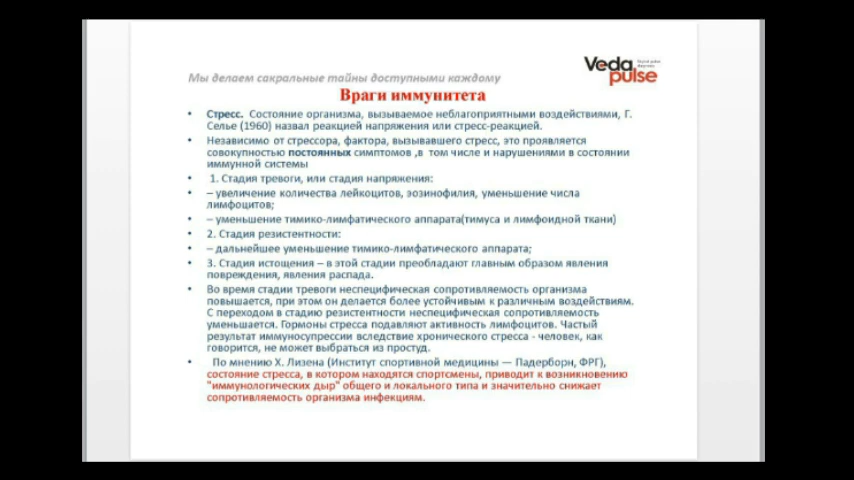 Мы делаем сакральные тайны доступными каждому
Veda
pulse
Враги иммунитета
• Стресс. Состояние организма, вызываемое неблагоприятными воздействиями, Г.
Селье (1960) назвал реакцией напряжения или стресс-реакцией.
• Независимо от стрессора, фактора, вызывавшего стресс, это проявляется
совокупностью постоянных симптомов ,в том числе и нарушениями в состоянии
иммунной системы
• 1. Стадия тревоги, или стадия напряжения:
• – увеличение количества лейкоцитов, эозинофилия, уменьшение числа
лимфоцитов;
• – уменьшение тимико-лимфатического аппарата(тимуса и лимфоидной ткани)
• 2. Стадия резистентности:
• – дальнейшее уменьшение тимико-лимфатического аппарата;
• 3. Стадия истощения – в этой стадии преобладают главным образом явления
повреждения, явления распада.
• Во время стадии тревоги неспецифическая сопротивляемость организма
повышается, при этом он делается более устойчивым к различным воздействиям.
С переходом в стадию резистентности неспецифическая сопротивляемость
уменьшается. Гормоны стресса подавляют активность лимфоцитов. Частый
результат иммуносупрессии вследствие хронического стресса - человек, как
говорится, не может выбраться из простуд.
• По мнению Х. Лизена (Институт спортивной медицины — Падерборн, ФРГ),
состояние стресса, в котором находятся спортсмены, приводит к возникновению
"иммунологических дыр" общего и локального типа и значительно снижает
сопротивляемость организма инфекциям.